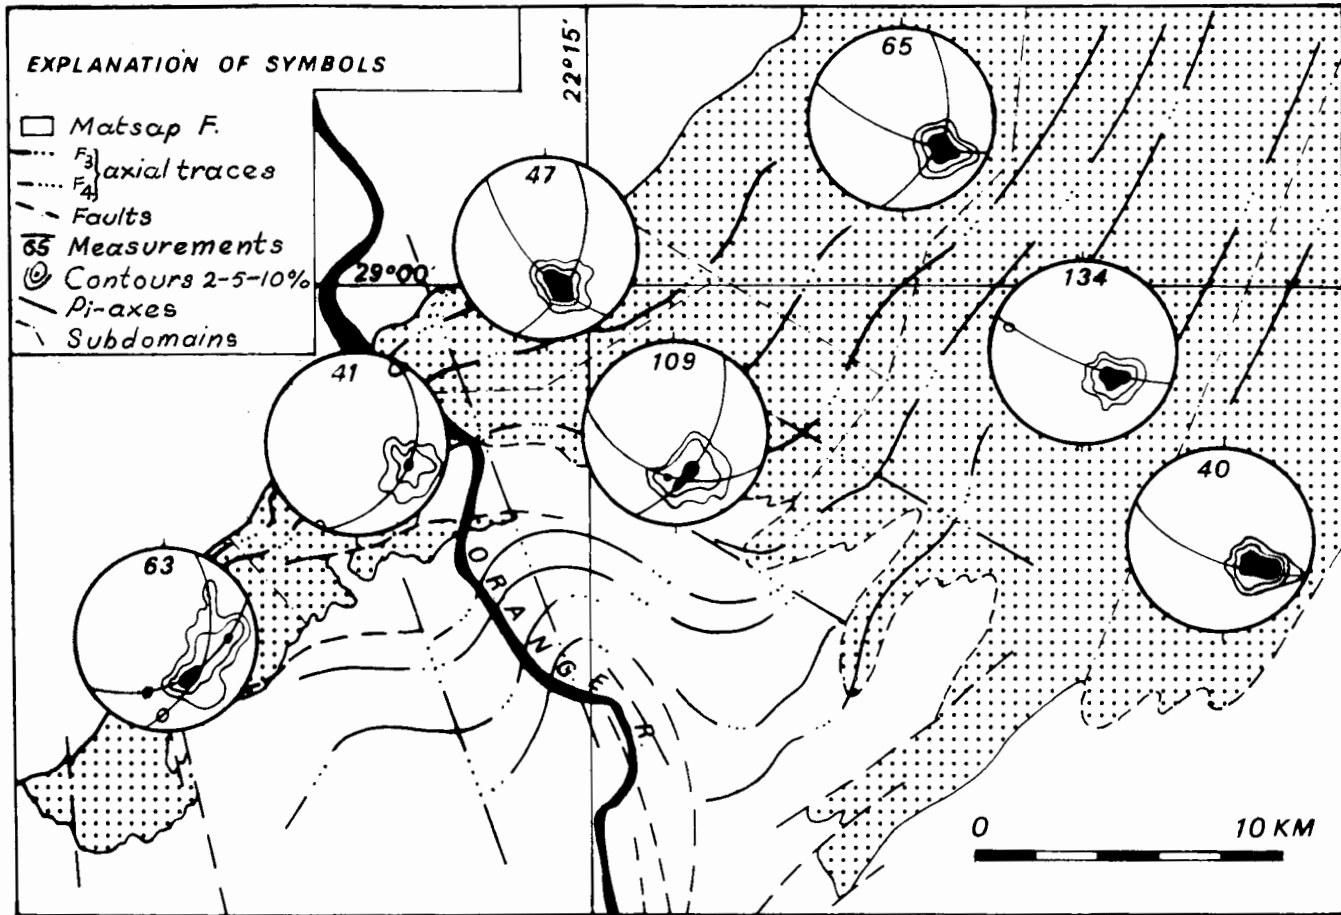 EXPLANATION OF SYMBOLS
Matsap F.
F3
F4
axial traces
Faults
65 Measurements
Contours 2-5-10%
Pi-axes
Subdomains
22°15'
29°00'
65
47
134
41
109
40
63
ORANGE R
0 10 KM